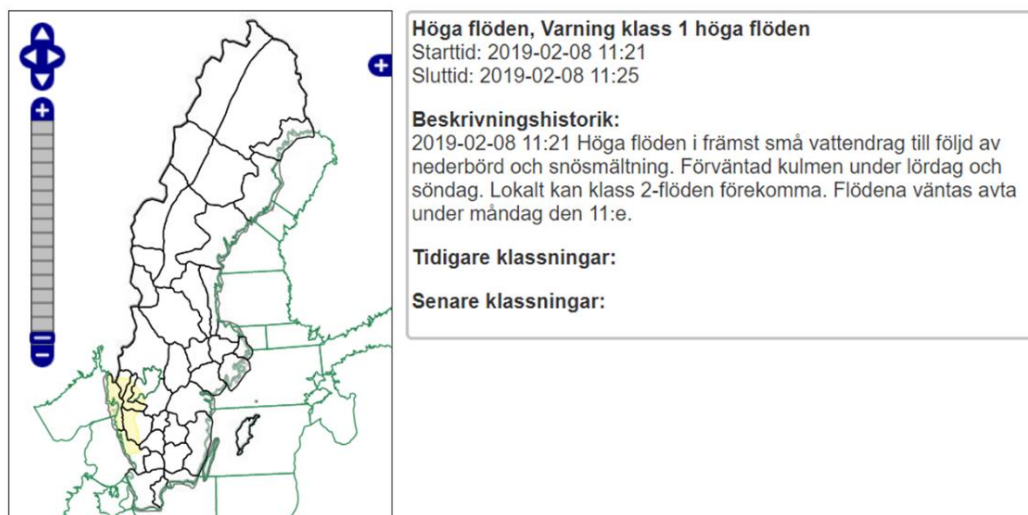 Höga flöden, Varning klass 1 höga flöden
Starttid: 2019-02-08 11:21
Sluttid: 2019-02-08 11:25
Beskrivningshistorik:
2019-02-08 11:21 Höga flöden i främst små vattendrag till följd av
nederbörd och snösmältning. Förväntad kulmen under lördag och
söndag. Lokalt kan klass 2-flöden förekomma. Flödena väntas avta
under måndag den 11:e.
Tidigare klassningar:
Senare klassningar: